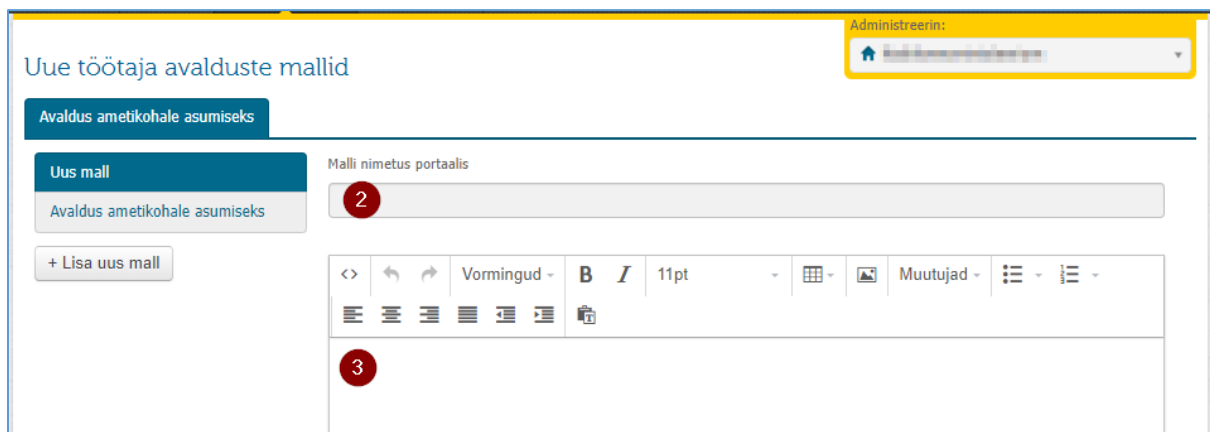 Administreerin:
Uue töötaja avalduste mallid
Avaldus ametikohale asumiseks
Uus mall
Avaldus ametikohale asumiseks
+ Lisa uus mall
Malli nimetus portaalis
2
Vormingud B I 11pt Muutujad
3